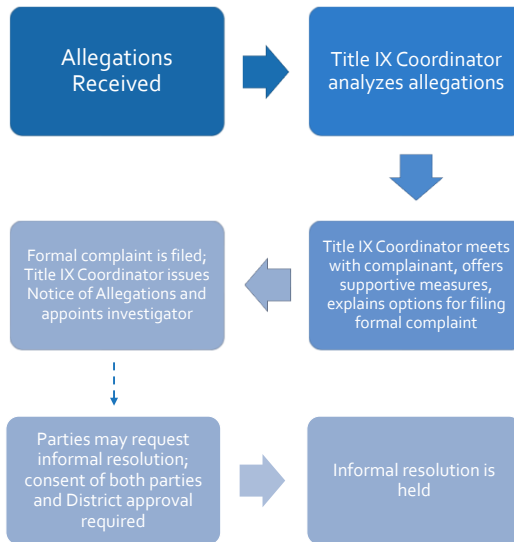 Allegations
Received
Title IX Coordinator
analyzes allegations
Title IX Coordinator meets
with complainant, offers
supportive measures,
explains options for filing
formal complaint
Formal complaint is filed;
Title IX Coordinator issues
Notice of Allegations and
appoints investigator
Parties may request
informal resolution;
consent of both parties
and District approval
required
Informal resolution is
held